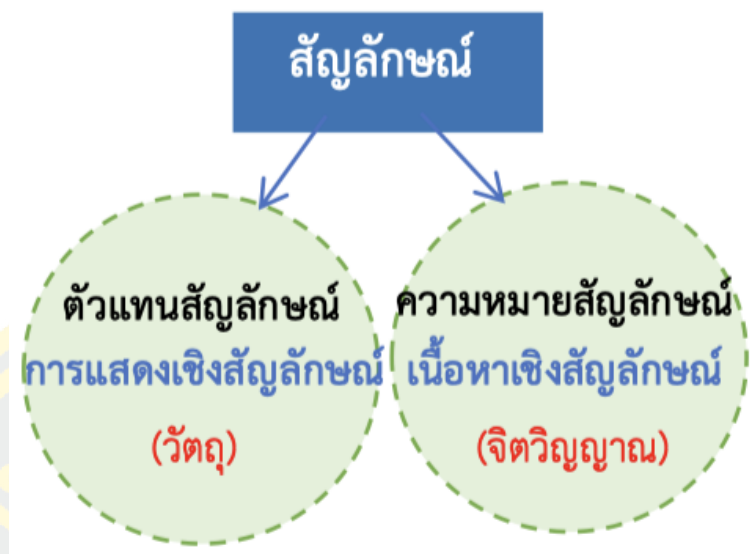 สัญลักษณ์
ตัวแทนสัญลักษณ์
การแสดงเชิงสัญลักษณ์
(วัตถุ)
ความหมายสัญลักษณ์
เนื้อหาเชิงสัญลักษณ์
(จิตวิญญาณ)